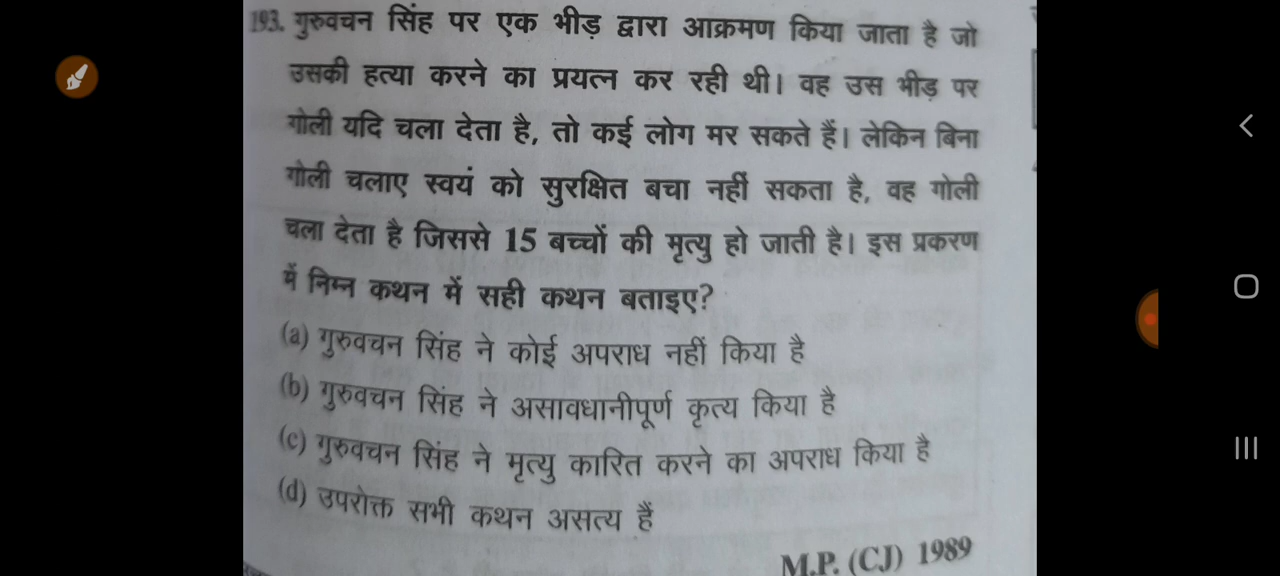 193. गुरुवचन सिंह पर एक भीड़ द्वारा आक्रमण किया जाता है जो
उसकी हत्या करने का प्रयत्न कर रही थी। वह उस भीड़ पर
गोली यदि चला देता है, तो कई लोग मर सकते हैं। लेकिन बिना
गोली चलाए स्वयं को सुरक्षित बचा नहीं सकता है, वह गोली
चला देता है जिससे 15 बच्चों की मृत्यु हो जाती है। इस प्रकरण
में निम्न कथन में सही कथन बताइए?
(a) गुरुवचन सिंह ने कोई अपराध नहीं किया है
(b) गुरुवचन सिंह ने असावधानीपूर्ण कृत्य किया है
(c) गुरुवचन सिंह ने मृत्यु कारित करने का अपराध किया है
(d) उपरोक्त सभी कथन असत्य हैं
M.P. (CJ) 1989